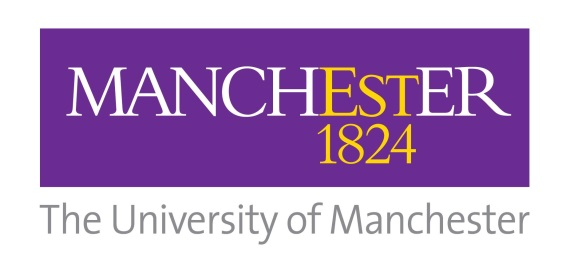 MANCHESTER
1824
The University of Manchester